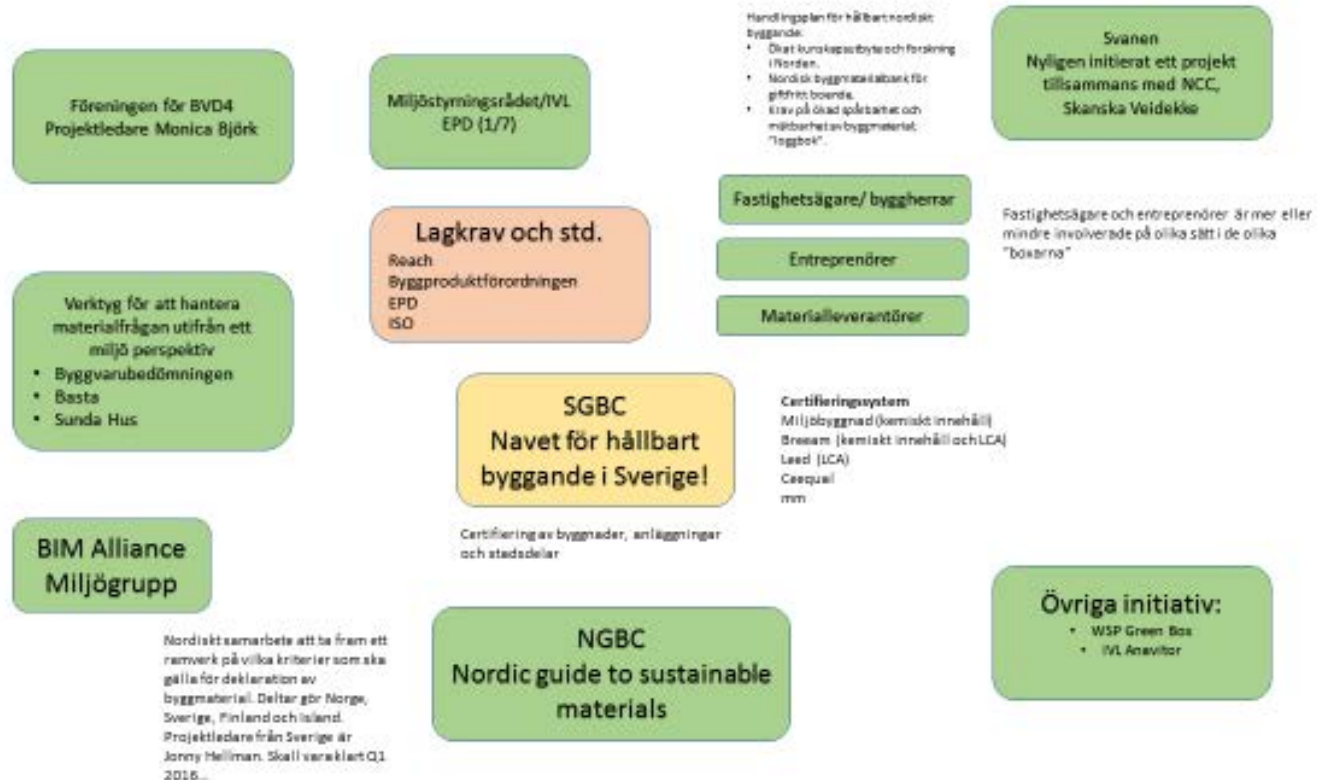 Föreningen för BVD4
Projektledare Monica Björk
Miljöstyrningsrådet/IVL
EPD (1/7)
Handlingsplan för hållbart nordiskt
byggande:
• Ökat kunskapsutbyte och forskning
i Norden.
• Nordisk byggmaterialbank för
giftfritt boende.
• Krav på ökad spårbarhet och
mätbarhet av byggmaterial;
"loggbok".
Svanen
Nyligen initierat ett projekt
tillsammans med NCC,
Skanska Veidekke
Lagkrav och std.
Reach
Byggproduktförordningen
EPD
ISO
Fastighetsägare/ byggherrar
Entreprenörer
Materialleverantörer
Fastighetsägare och entreprenörer är mer eller
mindre involverade på olika sätt i de olika
"boxarna"
Verktyg för att hantera
materialfrågan utifrån ett
miljö perspektiv
• Byggvarubedömningen
• Basta
• Sunda Hus
SGBC
Navet för hållbart
byggande i Sverige!
Certifieringssystem
Miljöbyggnad (kemiskt innehåll)
Breeam (kemiskt innehåll och LCA)
Leed (LCA)
Ceequal
mm
Certifiering av byggnader, anläggningar
och stadsdelar
BIM Alliance
Miljögrupp
Nordiskt samarbete att ta fram ett
ramverk på vilka kriterier som ska
gälla för deklaration av
byggmaterial. Deltar gör Norge,
Sverige, Finland och Island.
Projektledare från Sverige är
Jonny Hellman. Skall vara klart Q1
2016...
NGBC
Nordic guide to sustainable
materials
Övriga initiativ:
• WSP Green Box
• IVL Anavitor